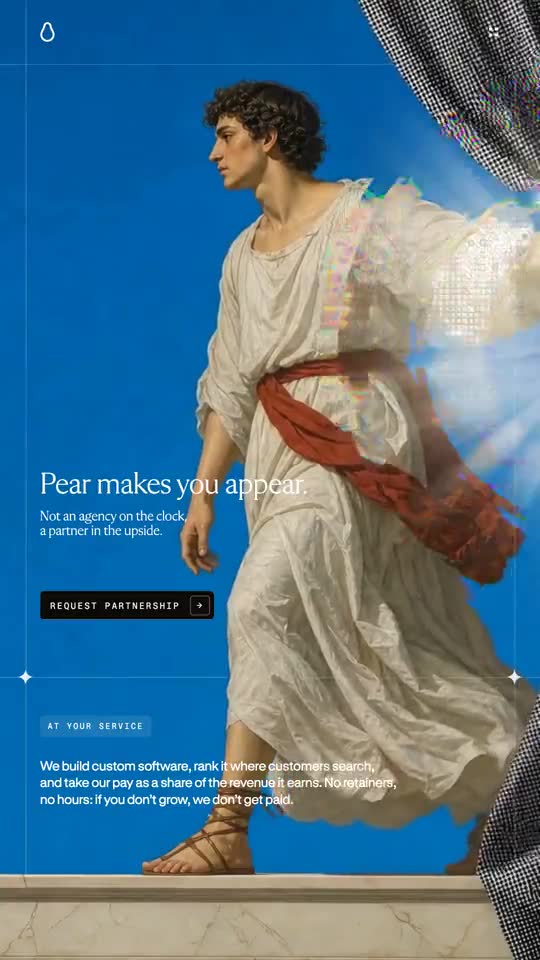 Pear makes you appear.
Not an agency on the clock,
a partner in the upside.
REQUEST PARTNERSHIP
AT YOUR SERVICE
We build custom software, rank it where customers search,
and take our pay as a share of the revenue it earns. No retainers,
no hours: if you don't grow, we don't get paid.